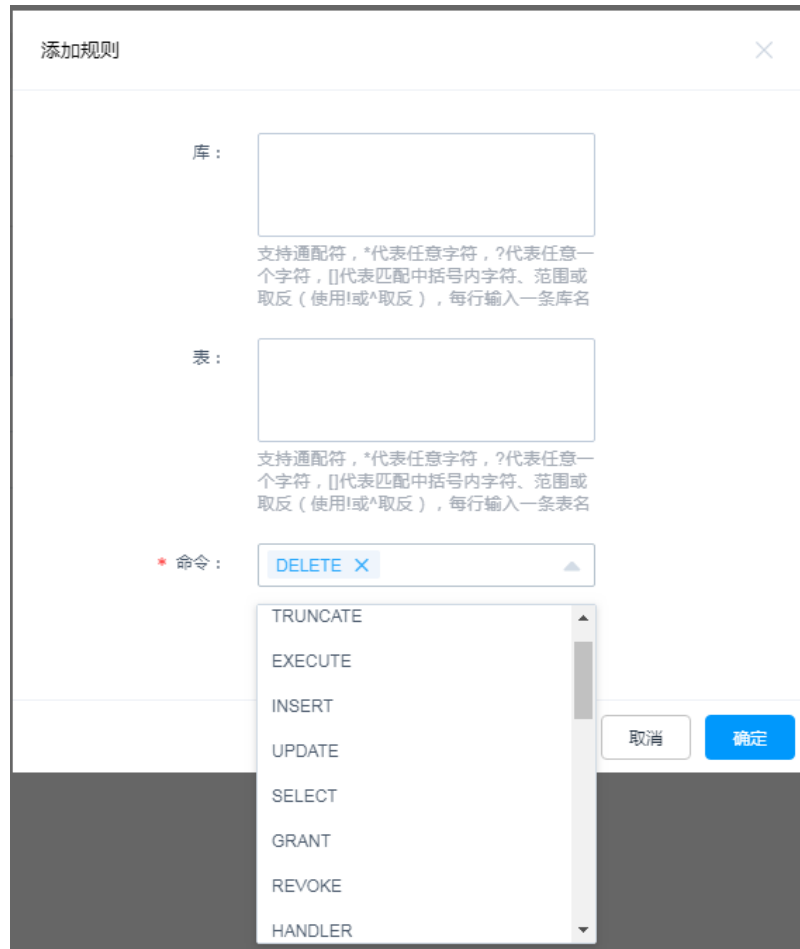 添加规则
库：
支持通配符，*代表任意字符，?代表任意一
个字符，[]代表匹配中括号内字符、范围或
取反（使用!或^取反），每行输入一条库名
表：
支持通配符，*代表任意字符，?代表任意一
个字符，[]代表匹配中括号内字符、范围或
取反（使用!或^取反），每行输入一条表名
* 命令：
DELETE
TRUNCATE
EXECUTE
INSERT
UPDATE
SELECT
GRANT
REVOKE
HANDLER
取消
确定